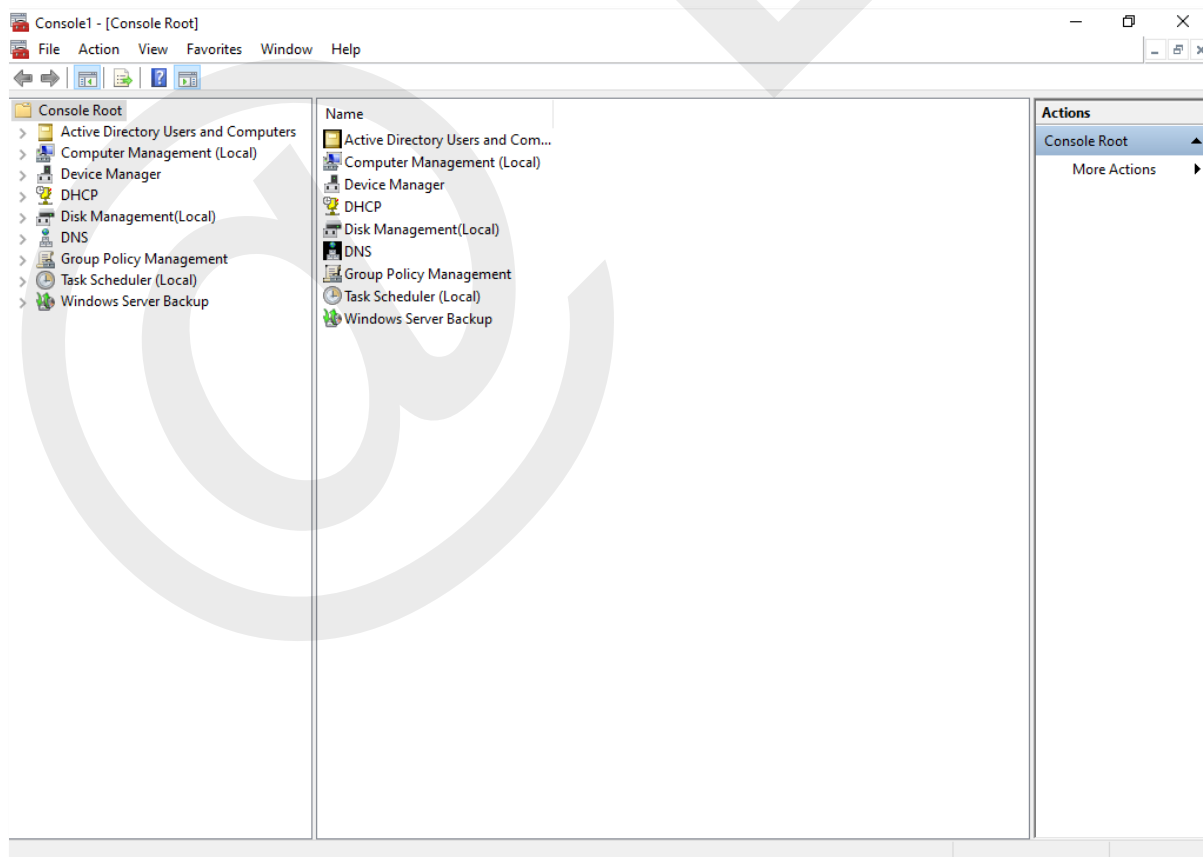 Console1 - [Console Root]
File Action View Favorites Window Help
Console Root
Active Directory Users and Computers
Computer Management (Local)
Device Manager
DHCP
Disk Management(Local)
DNS
Group Policy Management
Task Scheduler (Local)
Windows Server Backup
Name
Active Directory Users and Com...
Computer Management (Local)
Device Manager
DHCP
Disk Management(Local)
DNS
Group Policy Management
Task Scheduler (Local)
Windows Server Backup
Actions
Console Root
More Actions